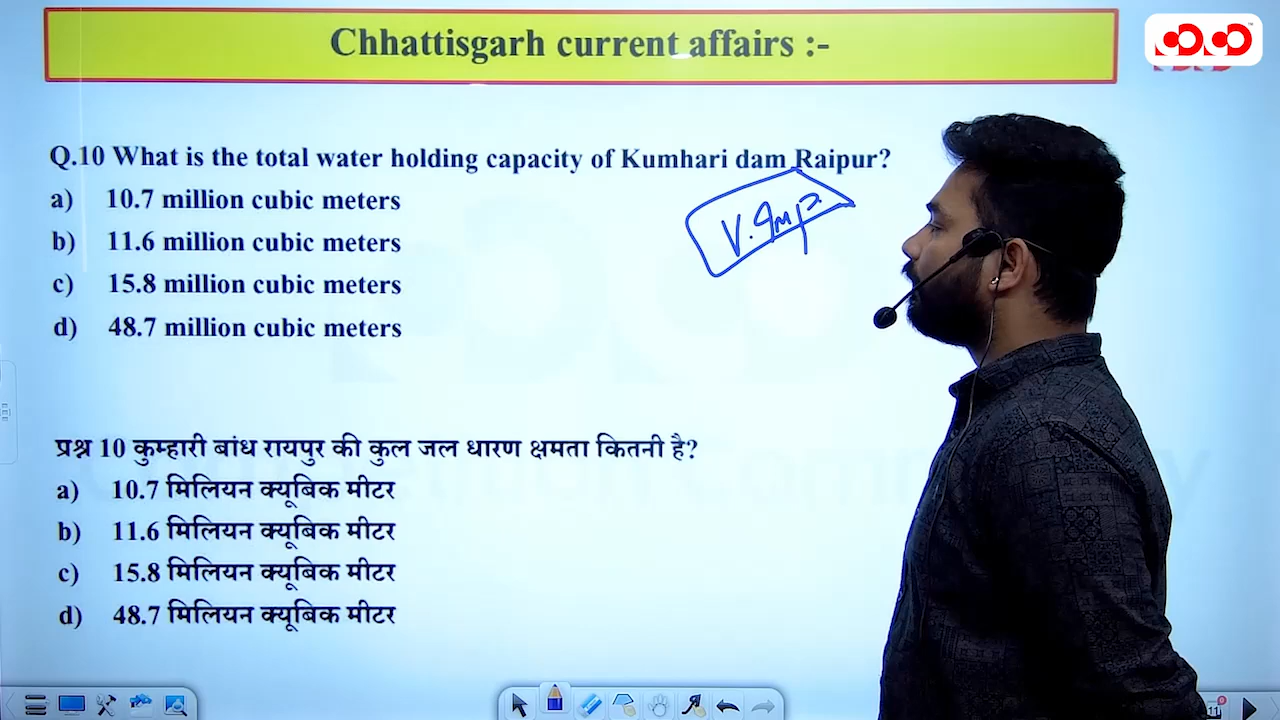 Chhattisgarh current affairs :-
Q.10 What is the total water holding capacity of Kumhari dam Raipur?
a) 10.7 million cubic meters
b) 11.6 million cubic meters
c) 15.8 million cubic meters
d) 48.7 million cubic meters
V. Imp.
प्रश्न 10 कुम्हारी बांध रायपुर की कुल जल धारण क्षमता कितनी है?
a) 10.7 मिलियन क्यूबिक मीटर
b) 11.6 मिलियन क्यूबिक मीटर
c) 15.8 मिलियन क्यूबिक मीटर
d) 48.7 मिलियन क्यूबिक मीटर
11